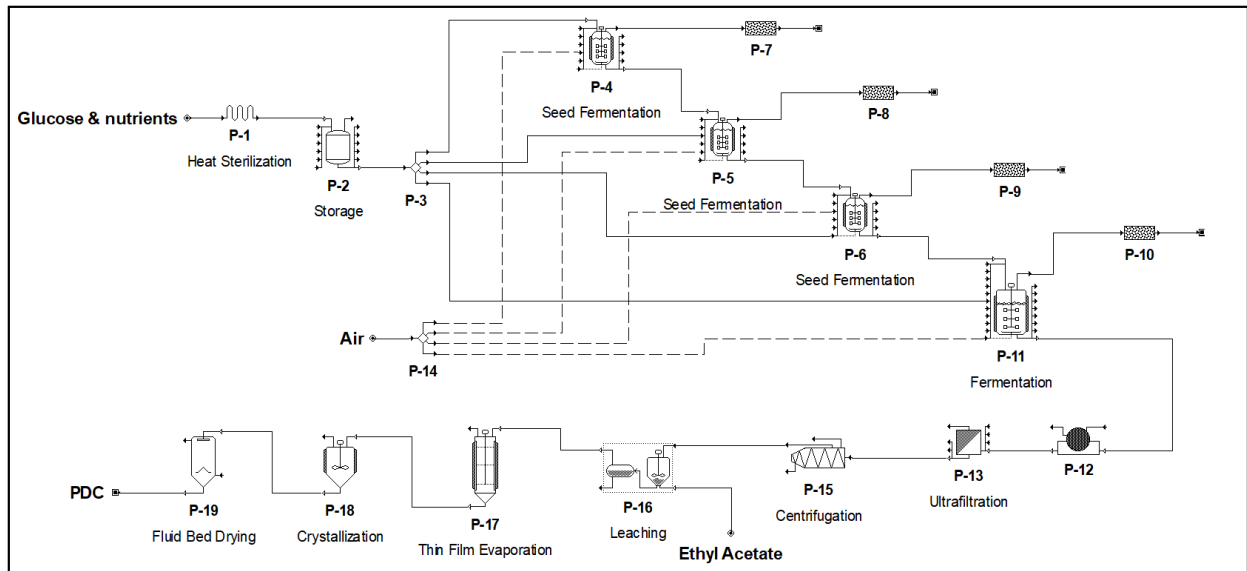 P-7
P-4
Seed Fermentation
P-8
Glucose & nutrients
P-1
Heat Sterilization
P-2
Storage
P-3
P-5
Seed Fermentation
P-9
P-6
Seed Fermentation
P-10
Air
P-14
P-11
Fermentation
PDC
P-19
Fluid Bed Drying
P-18
Crystallization
P-17
Thin Film Evaporation
P-16
Leaching
Ethyl Acetate
P-15
Centrifugation
P-13
Ultrafiltration
P-12